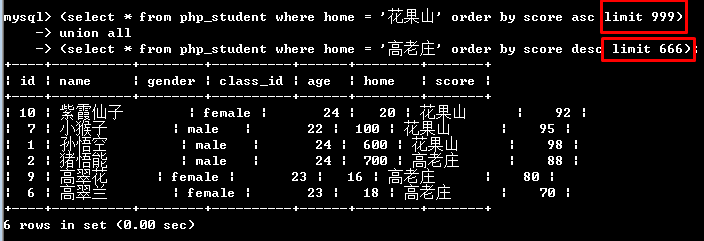 mysql> (select * from php_student where home = '花果山' order by score asc limit 999)
    -> union all
    -> (select * from php_student where home = '高老庄' order by score desc limit 666);
+----+----------+--------+----------+------+--------+-------+
| id | name | gender | class_id | age | home | score |
+----+----------+--------+----------+------+--------+-------+
| 10 | 紫霞仙子 | female | 24 | 20 | 花果山 | 92 |
| 7 | 小猴子 | male | 22 | 100 | 花果山 | 95 |
| 1 | 孙悟空 | male | 24 | 600 | 花果山 | 98 |
| 2 | 猪悟能 | male | 24 | 700 | 高老庄 | 88 |
| 9 | 高翠花 | female | 23 | 16 | 高老庄 | 80 |
| 6 | 高翠兰 | female | 23 | 18 | 高老庄 | 70 |
+----+----------+--------+----------+------+--------+-------+
6 rows in set (0.00 sec)